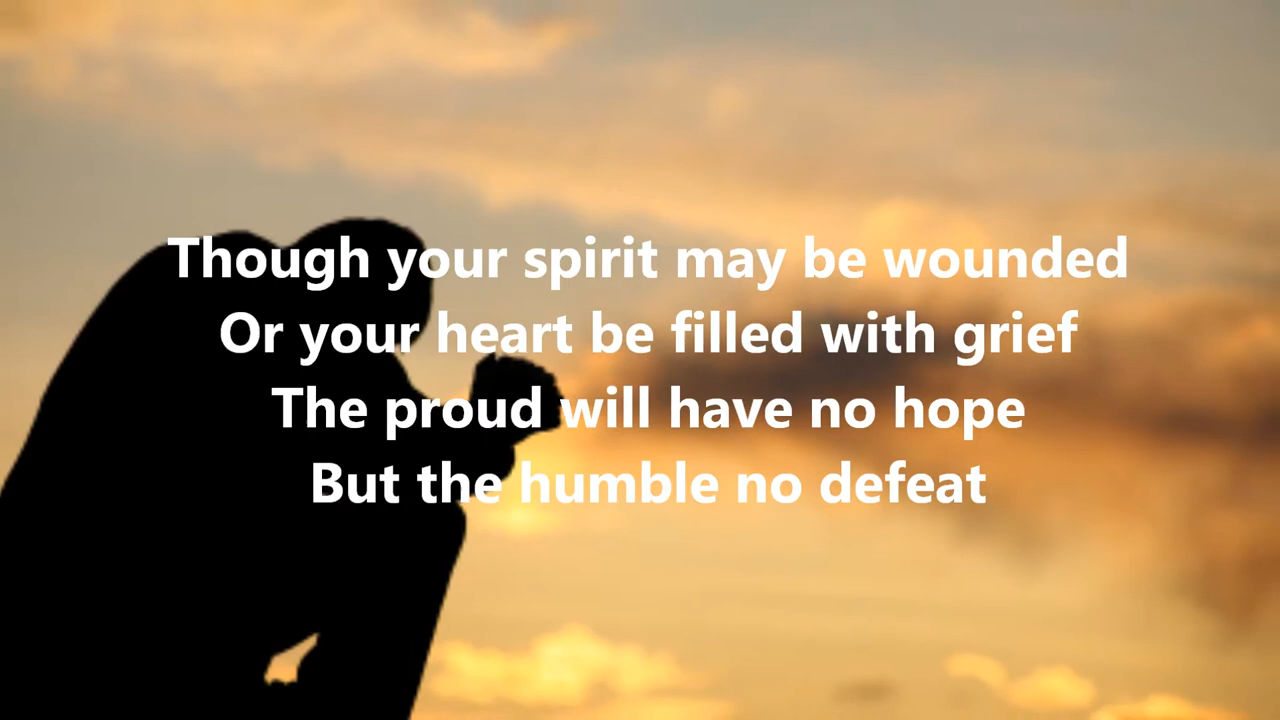 Though your spirit may be wounded
Or your heart be filled with grief
The proud will have no hope
But the humble no defeat